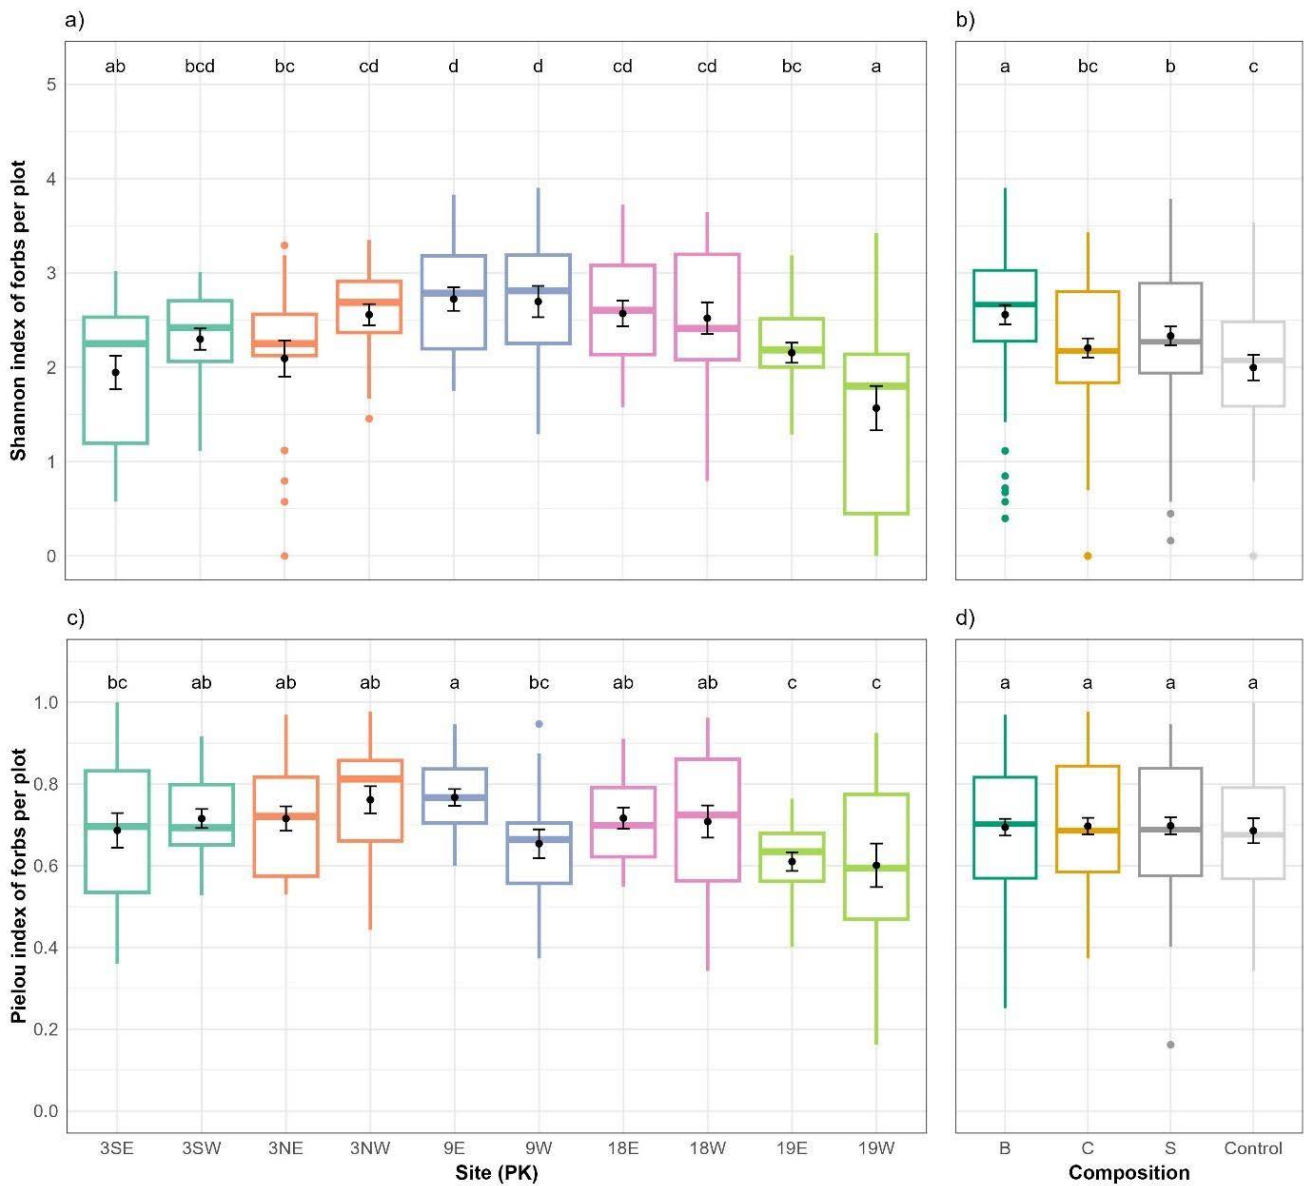 a)
b)
ab bcd bc cd d d cd cd bc a
a bc b c
5
4
3
2
1
0
Shannon index of forbs per plot
c)
d)
bc ab ab ab a bc ab ab c c
a a a a
1.0
0.8
0.6
0.4
0.2
0.0
Pielou index of forbs per plot
3SE 3SW 3NE 3NW 9E 9W 18E 18W 19E 19W
B C S Control
Site (PK)
Composition